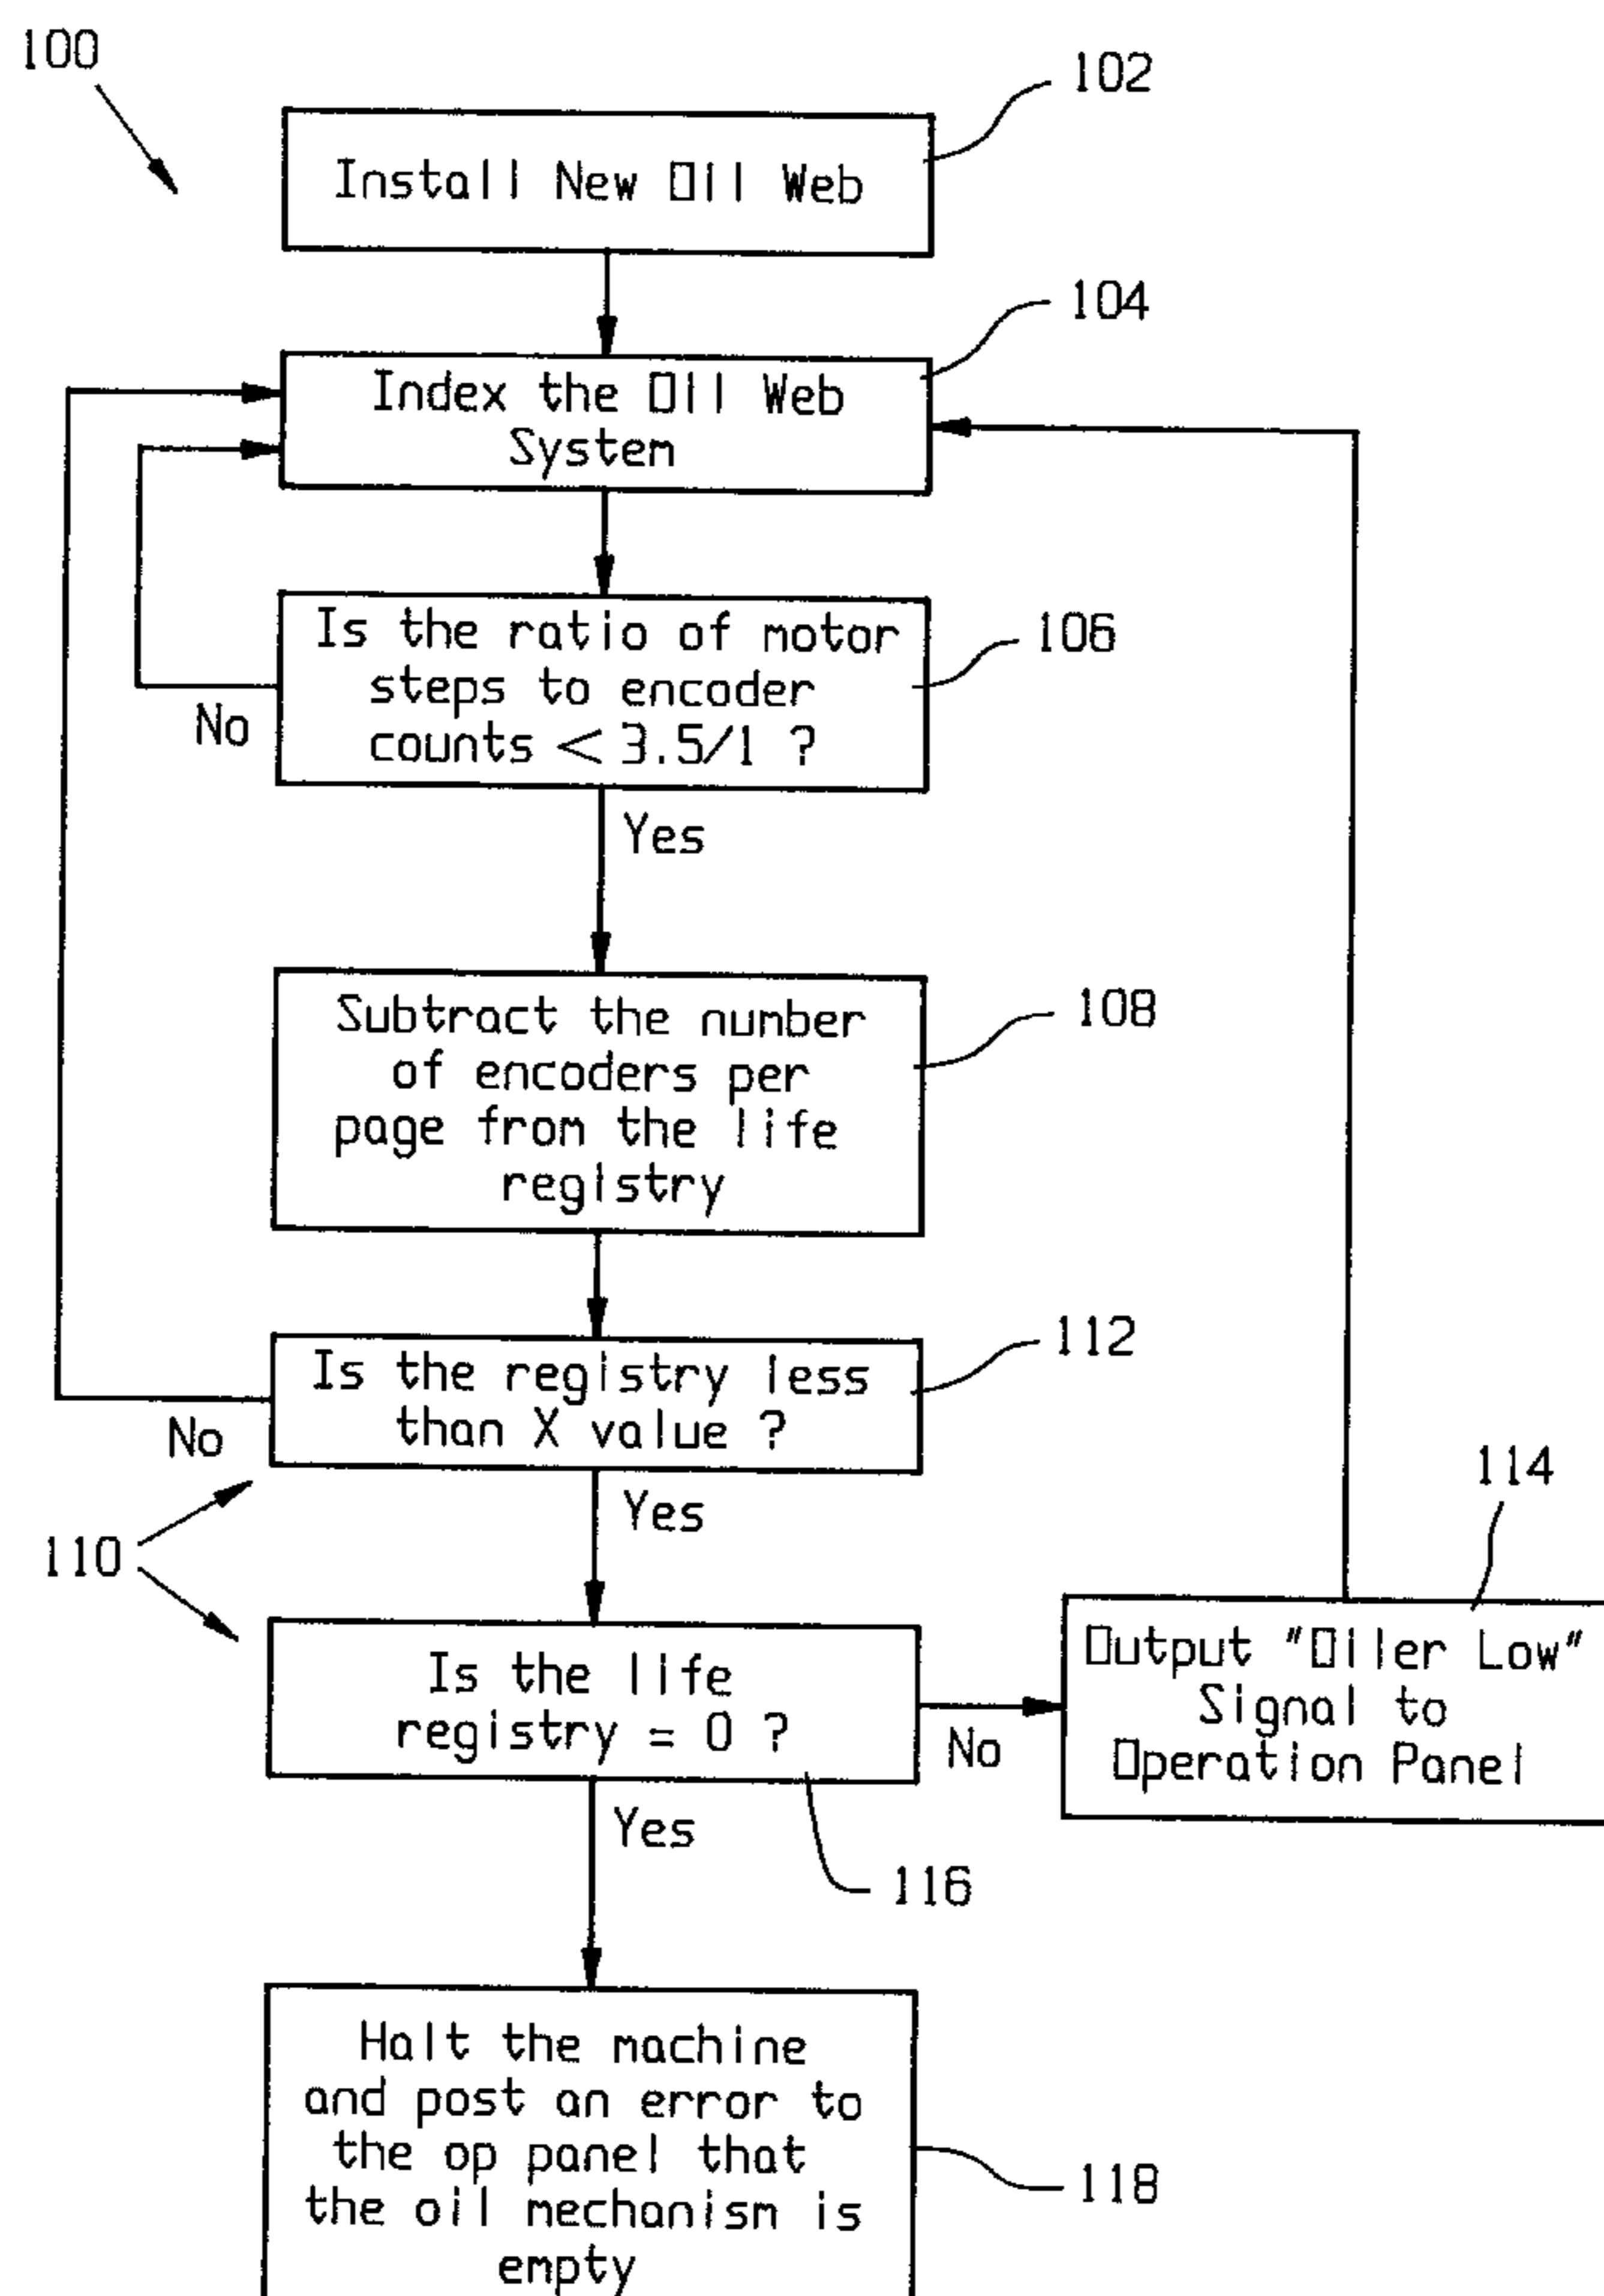 100
102
Install New Oil Web
104
Index the Oil Web
System
106
Is the ratio of motor
steps to encoder
counts < 3.5/1 ?
No
Yes
108
Subtract the number
of encoders per
page from the life
registry
112
Is the registry less
than X value ?
No
Yes
110
114
Is the life
registry = 0 ?
No
Output "Oiler Low"
Signal to
Operation Panel
Yes
116
Halt the machine
and post an error to
the op panel that
the oil mechanism is
empty
118